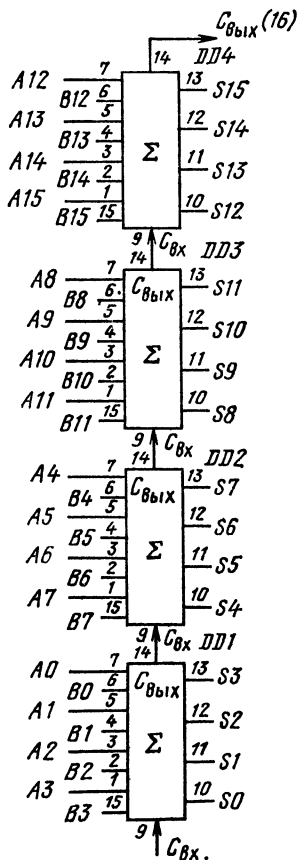 Cвых (16)
14 DD4
A12 7 13 S15
B12 6
A13 5 12 S14
B13 4
A14 3 Σ 11 S13
B14 2
A15 1 10 S12
B15 15
9 Cвх DD3
14
A8 7 Cвых 13 S11
B8 6.
A9 5 12 S10
B9 4
A10 3 Σ 11 S9
B10 2
A11 1 10 S8
B11 15
9 Cвх DD2
14
A4 7 Cвых 13 S7
B4 6
A5 5 12 S6
B5 4
A6 3 Σ 11 S5
B6 2
A7 1 10 S4
B7 15
9 Cвх DD1
14
A0 7 Cвых 13 S3
B0 6
A1 5 12 S2
B1 4
A2 3 Σ 11 S1
B2 2
A3 1 10 S0
B3 15
9 Cвх.